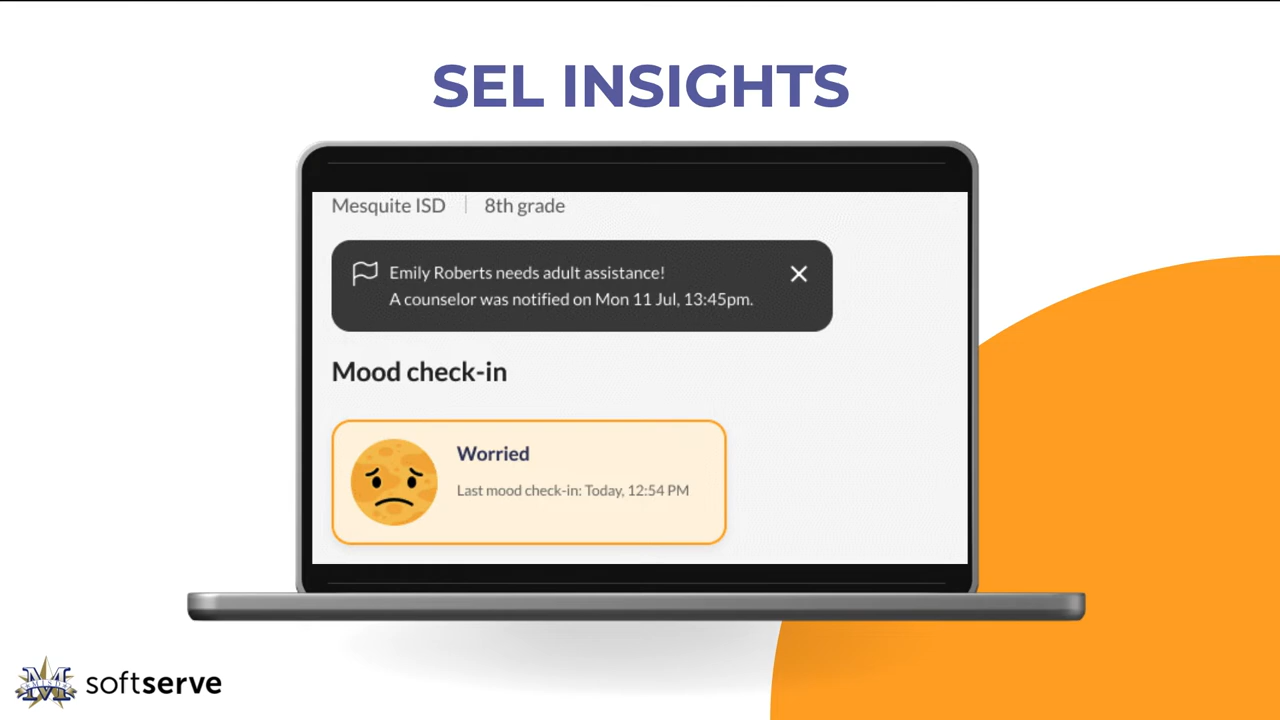 SEL INSIGHTS
Mesquite ISD | 8th grade
Emily Roberts needs adult assistance!
A counselor was notified on Mon 11 Jul, 13:45pm.
Mood check-in
Worried
Last mood check-in: Today, 12:54 PM
M
softserve